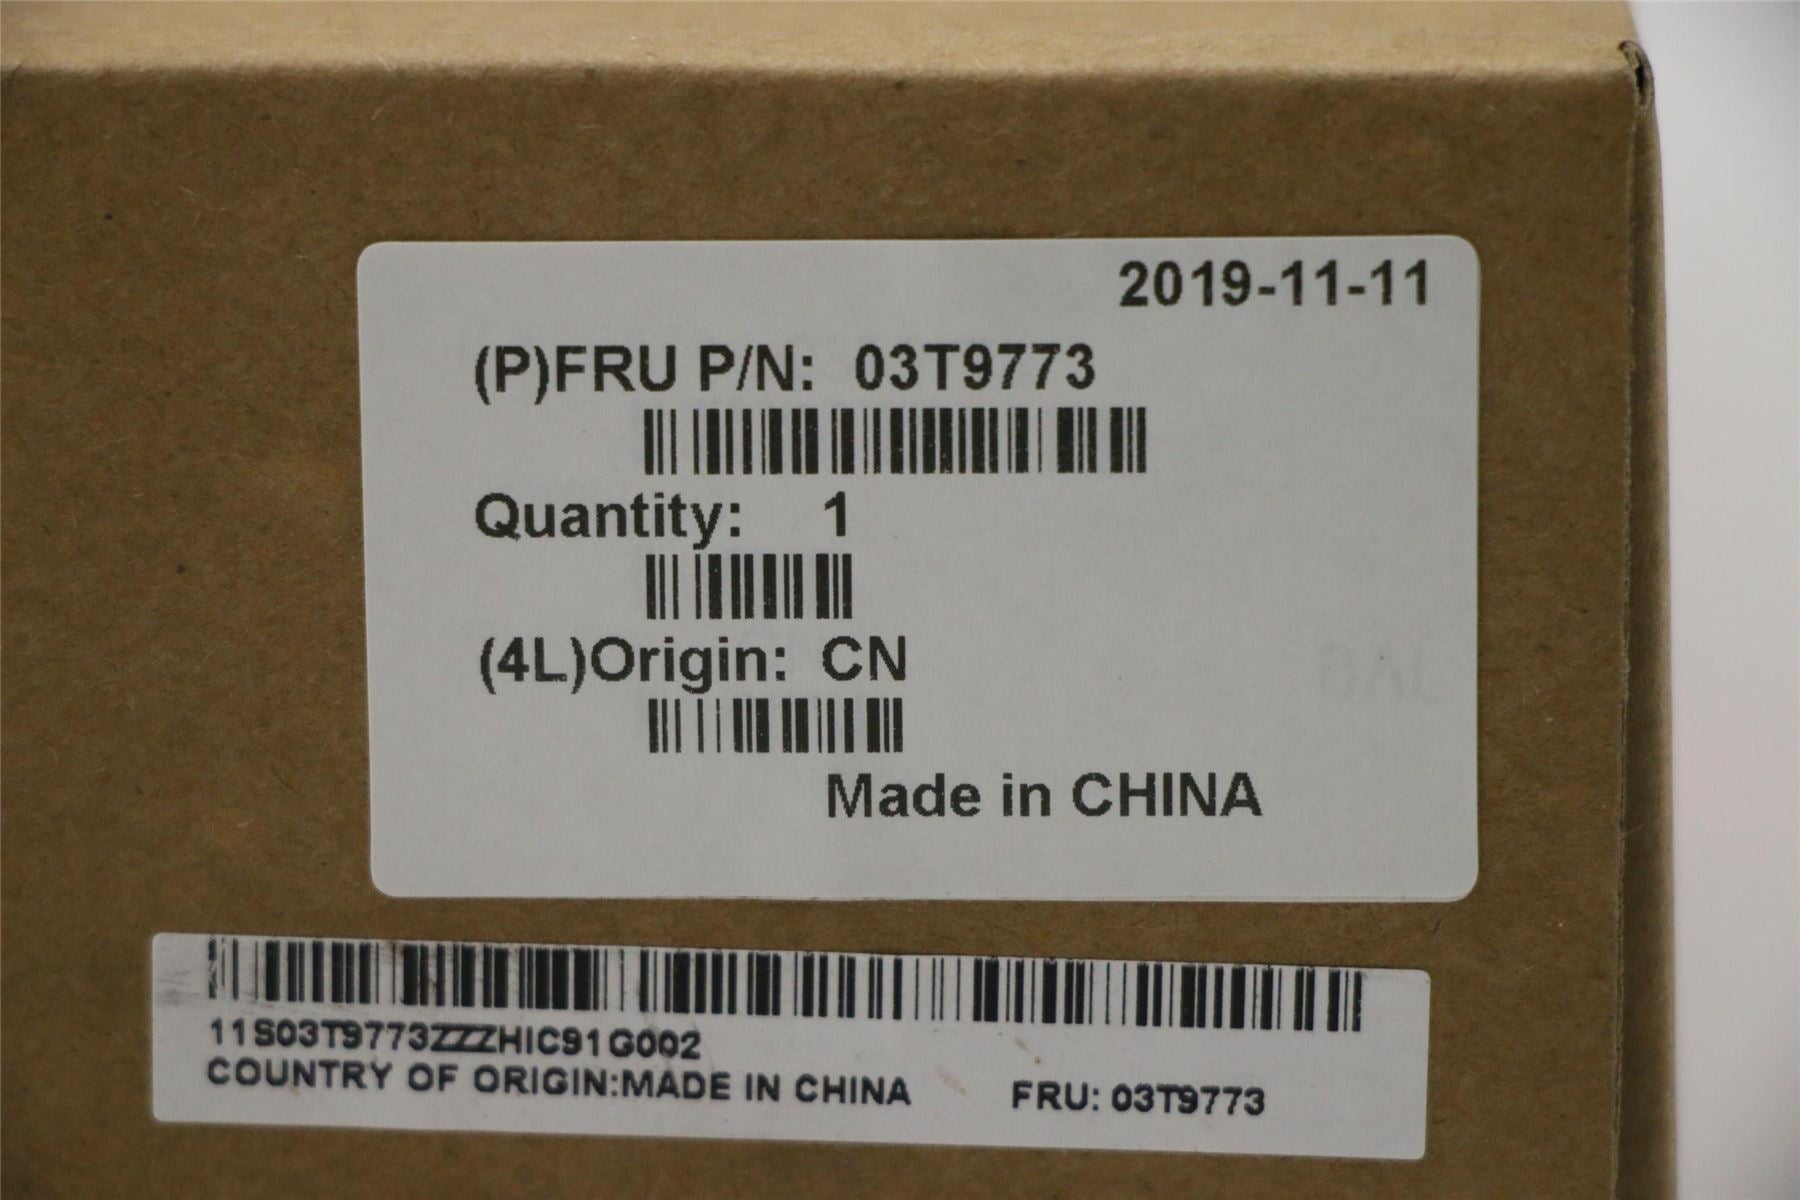 2019-11-11
(P)FRU P/N: 03T9773
Quantity: 1
(4L)Origin: CN
Made in CHINA
11S03T9773ZZZHIC91G002
COUNTRY OF ORIGIN:MADE IN CHINA FRU: 03T9773